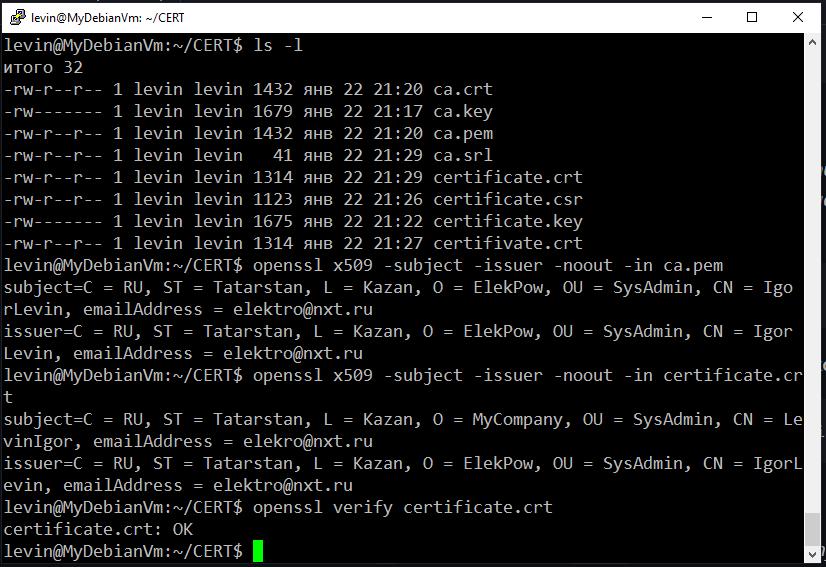 levin@MyDebianVm: ~/CERT
levin@MyDebianVm:~/CERT$ ls -l
итого 32
-rw-r--r-- 1 levin levin 1432 янв 22 21:20 ca.crt
-rw------- 1 levin levin 1679 янв 22 21:17 ca.key
-rw-r--r-- 1 levin levin 1432 янв 22 21:20 ca.pem
-rw-r--r-- 1 levin levin   41 янв 22 21:29 ca.srl
-rw-r--r-- 1 levin levin 1314 янв 22 21:29 certificate.crt
-rw-r--r-- 1 levin levin 1123 янв 22 21:26 certificate.csr
-rw------- 1 levin levin 1675 янв 22 21:22 certificate.key
-rw-r--r-- 1 levin levin 1314 янв 22 21:27 certifivate.crt
levin@MyDebianVm:~/CERT$ openssl x509 -subject -issuer -noout -in ca.pem
subject=C = RU, ST = Tatarstan, L = Kazan, O = ElekPow, OU = SysAdmin, CN = Igo
rLevin, emailAddress = elektro@nxt.ru
issuer=C = RU, ST = Tatarstan, L = Kazan, O = ElekPow, OU = SysAdmin, CN = Igor
Levin, emailAddress = elektro@nxt.ru
levin@MyDebianVm:~/CERT$ openssl x509 -subject -issuer -noout -in certificate.cr
t
subject=C = RU, ST = Tatarstan, L = Kazan, O = MyCompany, OU = SysAdmin, CN = Le
vinIgor, emailAddress = elekro@nxt.ru
issuer=C = RU, ST = Tatarstan, L = Kazan, O = ElekPow, OU = SysAdmin, CN = IgorL
evin, emailAddress = elektro@nxt.ru
levin@MyDebianVm:~/CERT$ openssl verify certificate.crt
certificate.crt: OK
levin@MyDebianVm:~/CERT$